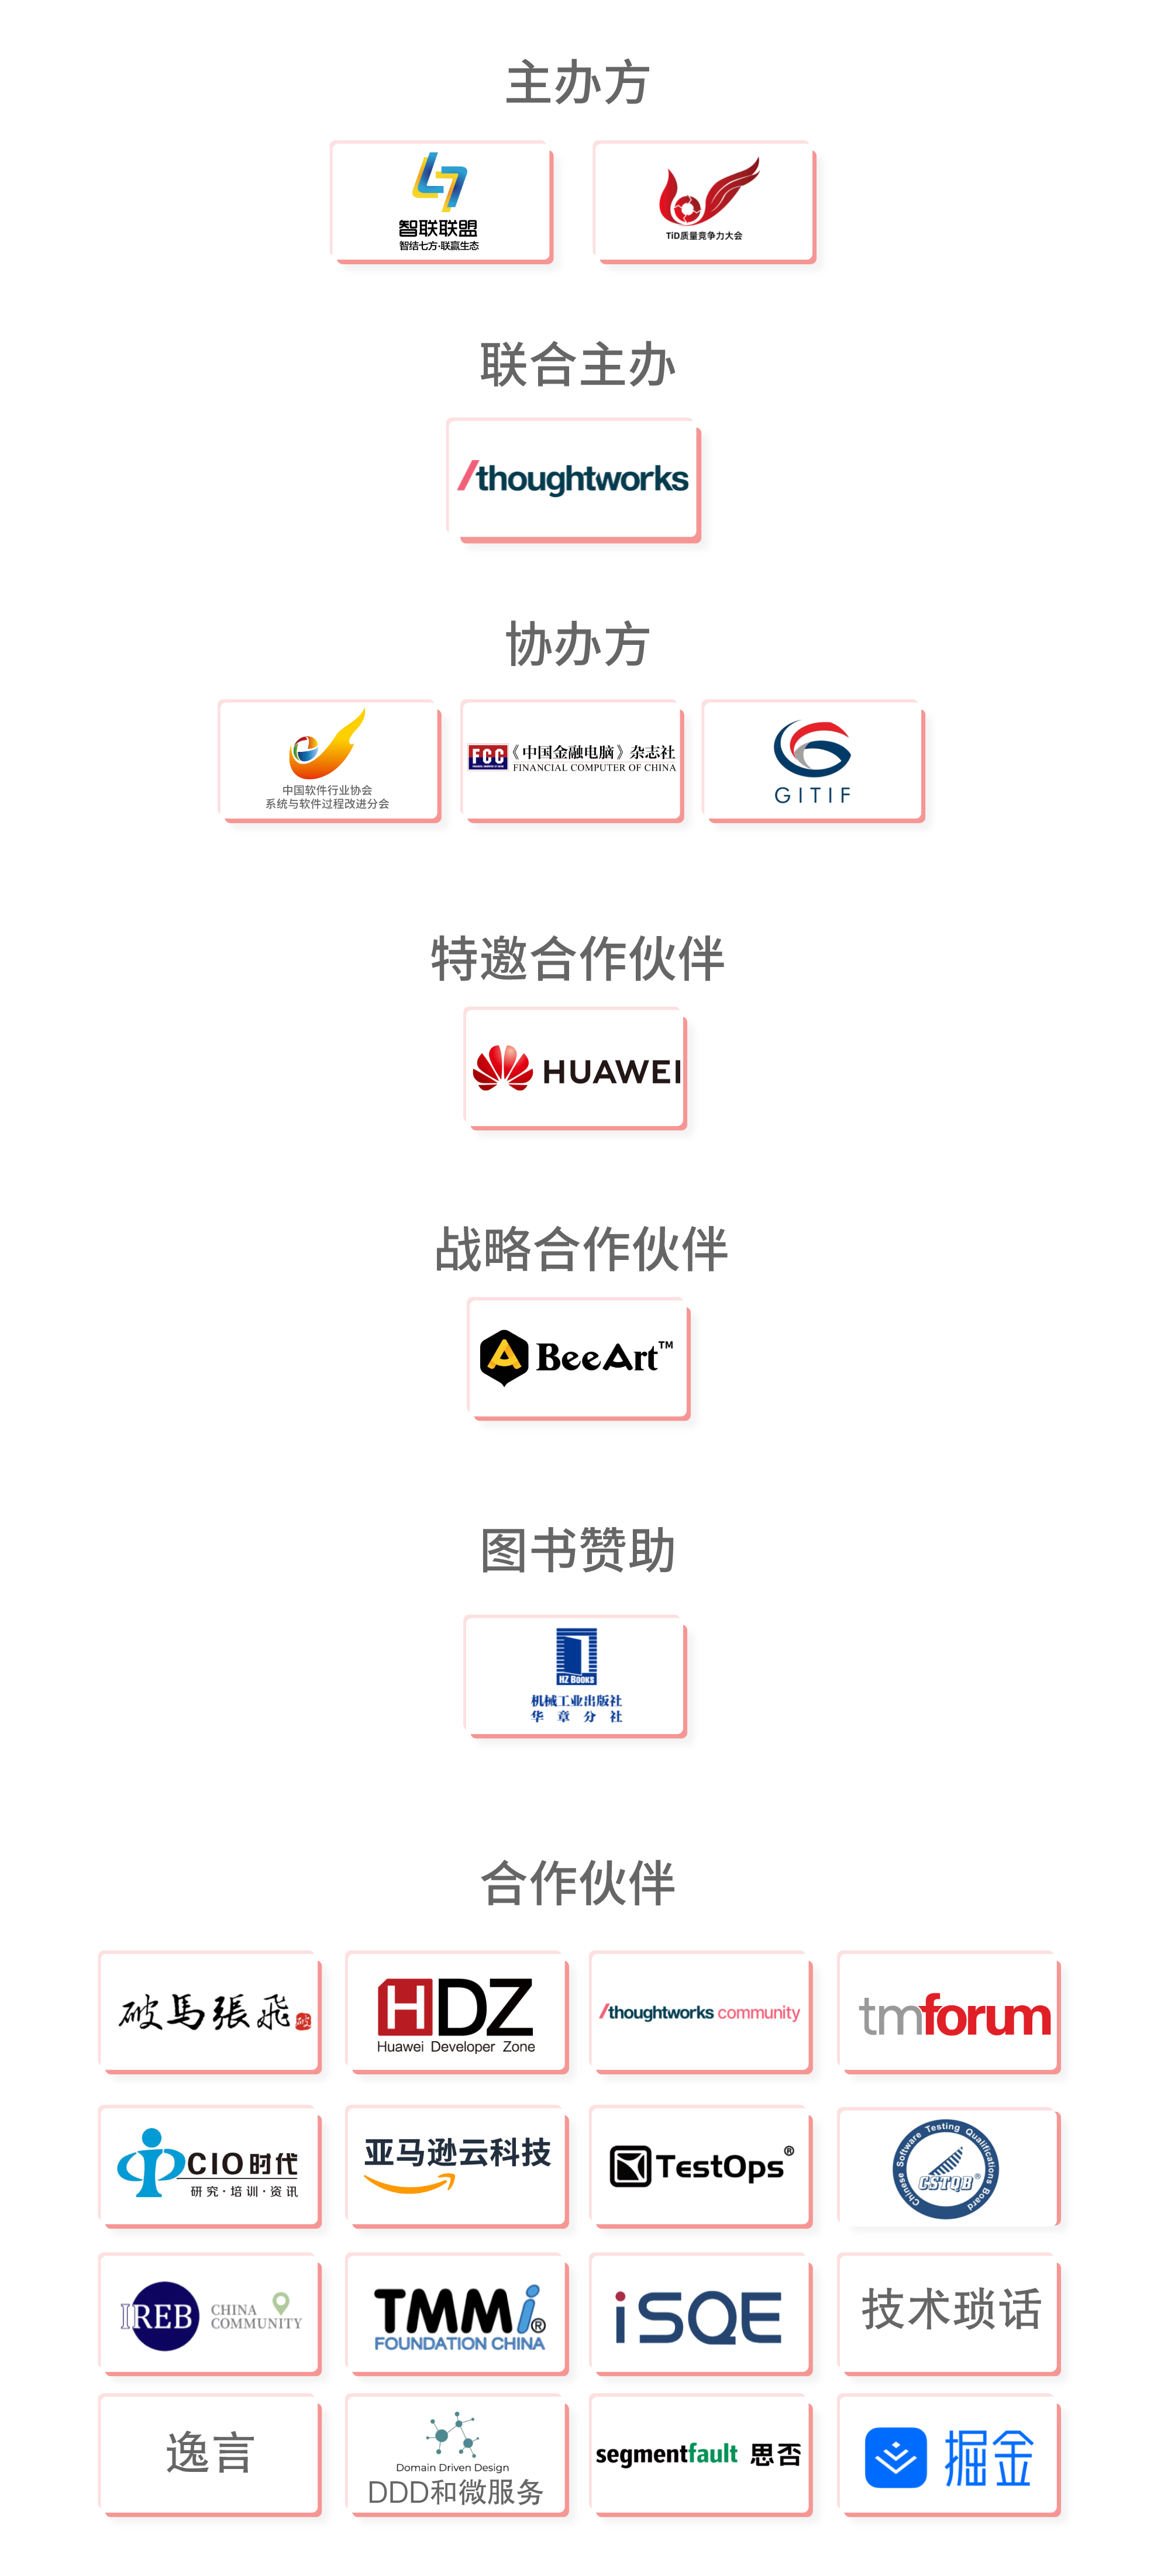 主办方
智联联盟
智结七方·联赢生态
TiD质量竞争力大会
联合主办
/thoughtworks
协办方
中国软件行业协会
系统与软件过程改进分会
FCC
《中国金融电脑》杂志社
FINANCIAL COMPUTER OF CHINA
GITIF
特邀合作伙伴
HUAWEI
战略合作伙伴
BeeArt™
图书赞助
HZ BOOKS
机械工业出版社
华章分社
合作伙伴
破馬張飛
HDZ
Huawei Developer Zone
/thoughtworks community
tmforum
CIO时代
研究·培训·资讯
亚马逊云科技
TestOps®
Chinese Software Testing Qualifications Board
CSTQB®
IREB
CHINA
COMMUNITY
TMMi®
FOUNDATION CHINA
iSQE
技术琐话
逸言
Domain Driven Design
DDD和微服务
segmentfault 思否
掘金